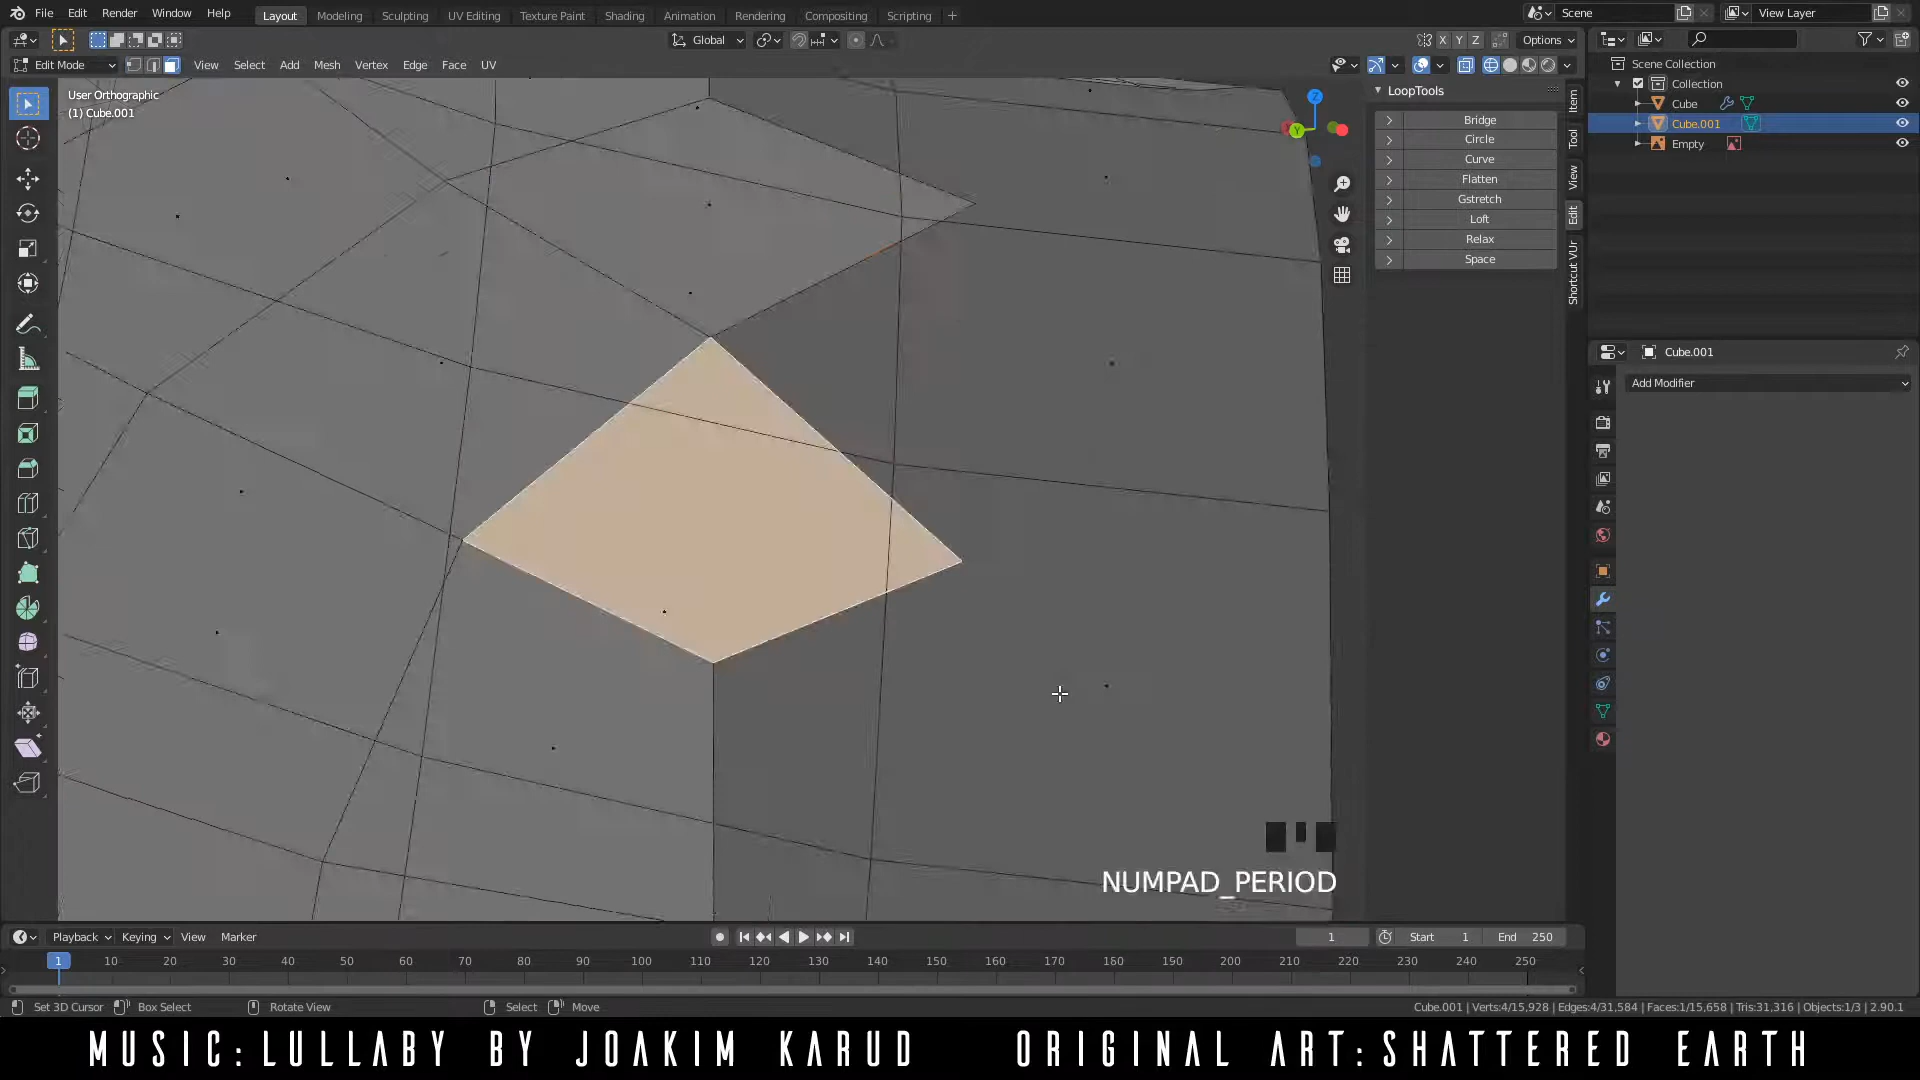 File Edit Render Window Help
Layout Modeling Sculpting UV Editing Texture Paint Shading Animation Rendering Compositing Scripting +
Scene
View Layer
Global
X Y Z
Options
Edit Mode
View Select Add Mesh Vertex Edge Face UV
User Orthographic
(1) Cube.001
Z
Y
LoopTools
Bridge
Circle
Curve
Flatten
Gstretch
Loft
Relax
Space
Item
Tool
View
Edit
Shortcut VUr
Scene Collection
Collection
Cube
Cube.001
Empty
Cube.001
Add Modifier
NUMPAD_PERIOD
Playback Keying View Marker
1
Start 1
End 250
1 10 20 30 40 50 60 70 80 90 100 110 120 130 140 150 160 170 180 190 200 210 220 230 240 250
Set 3D Cursor Box Select Rotate View Select Move
Cube.001 | Verts:4/15,928 | Edges:4/31,584 | Faces:1/15,658 | Tris:31,316 | Objects:1/3 | 2.90.1
MUSIC:LULLABY BY JOAKIM KARUD ORIGINAL ART:SHATTERED EARTH